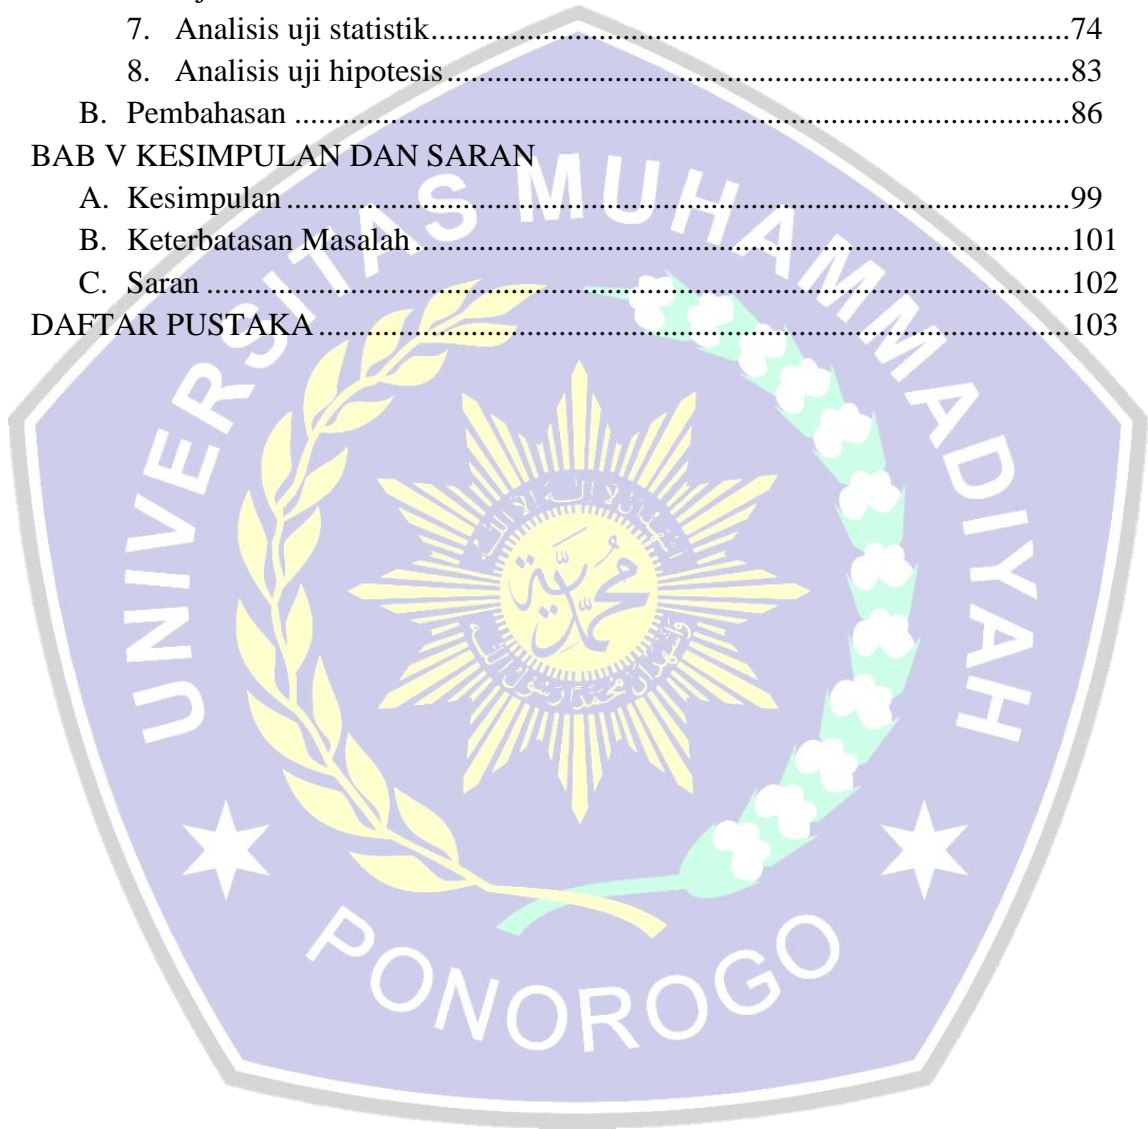 7. Analisis uji statistik....................................................................................74
8. Analisis uji hipotesis..................................................................................83
B. Pembahasan ......................................................................................................86
BAB V KESIMPULAN DAN SARAN
A. Kesimpulan ......................................................................................................99
B. Keterbatasan Masalah.......................................................................................101
C. Saran .................................................................................................................102
DAFTAR PUSTAKA...................................................................................................103
UNIVERSITAS MUHAMMADIYAH
محمدية
PONOROGO